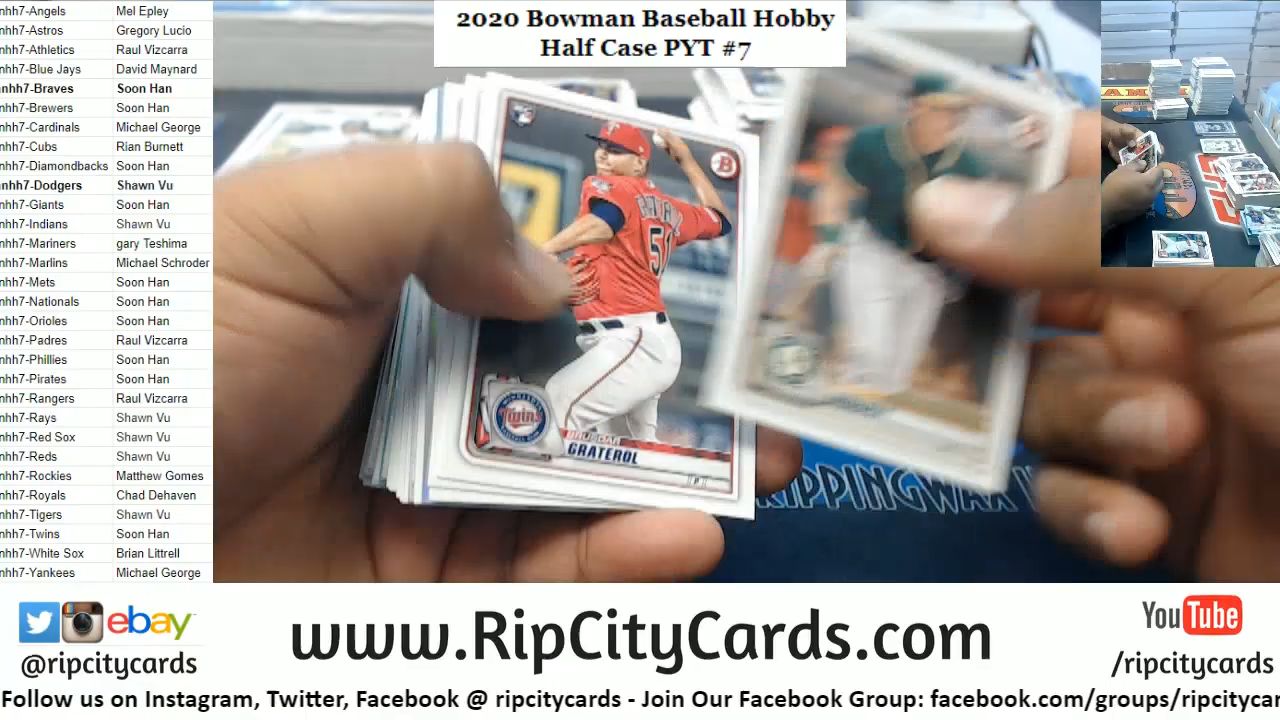 nhh7-Angels Mel Epley
nhh7-Astros Gregory Lucio
nhh7-Athletics Raul Vizcarra
nhh7-Blue Jays David Maynard
nhh7-Braves Soon Han
nhh7-Brewers Soon Han
nhh7-Cardinals Michael George
nhh7-Cubs Rian Burnett
nhh7-Diamondbacks Soon Han
nhh7-Dodgers Shawn Vu
nhh7-Giants Soon Han
nhh7-Indians Shawn Vu
nhh7-Mariners gary Teshima
nhh7-Marlins Michael Schroder
nhh7-Mets Soon Han
nhh7-Nationals Soon Han
nhh7-Orioles Soon Han
nhh7-Padres Raul Vizcarra
nhh7-Phillies Soon Han
nhh7-Pirates Soon Han
nhh7-Rangers Raul Vizcarra
nhh7-Rays Shawn Vu
nhh7-Red Sox Shawn Vu
nhh7-Reds Shawn Vu
nhh7-Rockies Matthew Gomes
nhh7-Royals Chad Dehaven
nhh7-Tigers Shawn Vu
nhh7-Twins Soon Han
nhh7-White Sox Brian Littrell
nhh7-Yankees Michael George
2020 Bowman Baseball Hobby
Half Case PYT #7
B
51
Twins
GRATEROL
RIPPINGWAX
ebay
@ripcitycards
www.RipCityCards.com
YouTube
/ripcitycards
Follow us on Instagram, Twitter, Facebook @ ripcitycards - Join Our Facebook Group: facebook.com/groups/ripcitycar